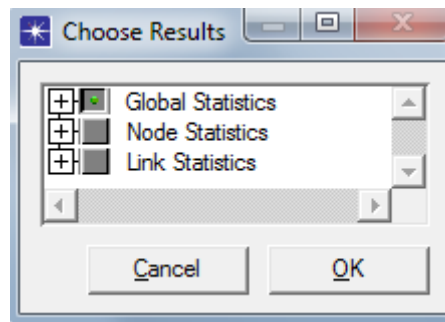 Choose Results
Global Statistics
Node Statistics
Link Statistics
Cancel OK